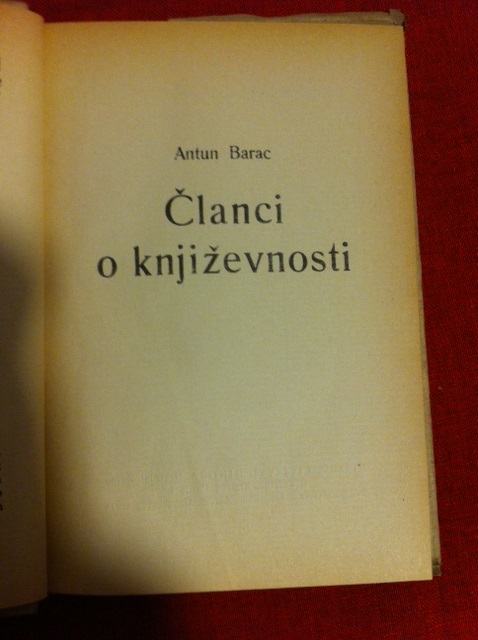 Antun Barac
Članci
o književnosti